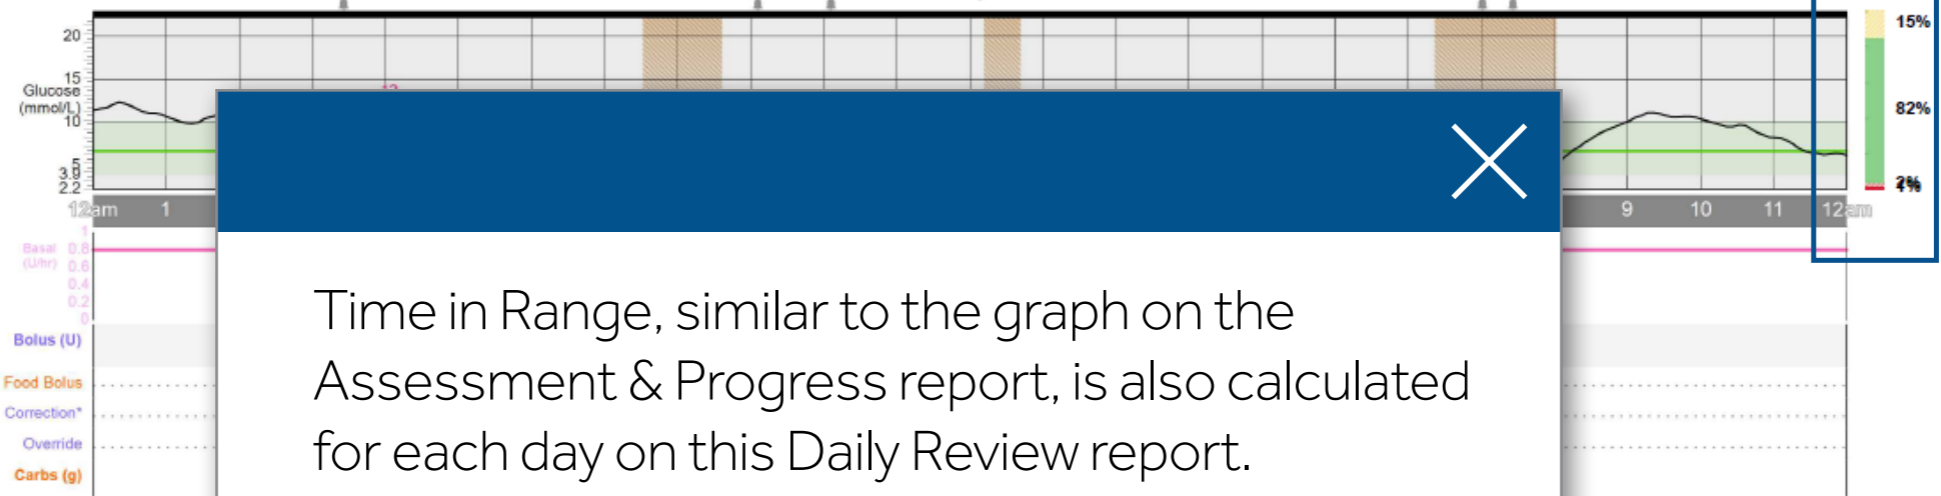 20
15
Glucose
(mmol/L)
10
5
3.9
2.2
15%
82%
12am 1 9 10 11 12am
1
Basal 0.8
(U/hr) 0.6
0.4
0.2
0
Bolus (U)
Food Bolus
Correction*
Override
Carbs (g)
Time in Range, similar to the graph on the
Assessment & Progress report, is also calculated
for each day on this Daily Review report.